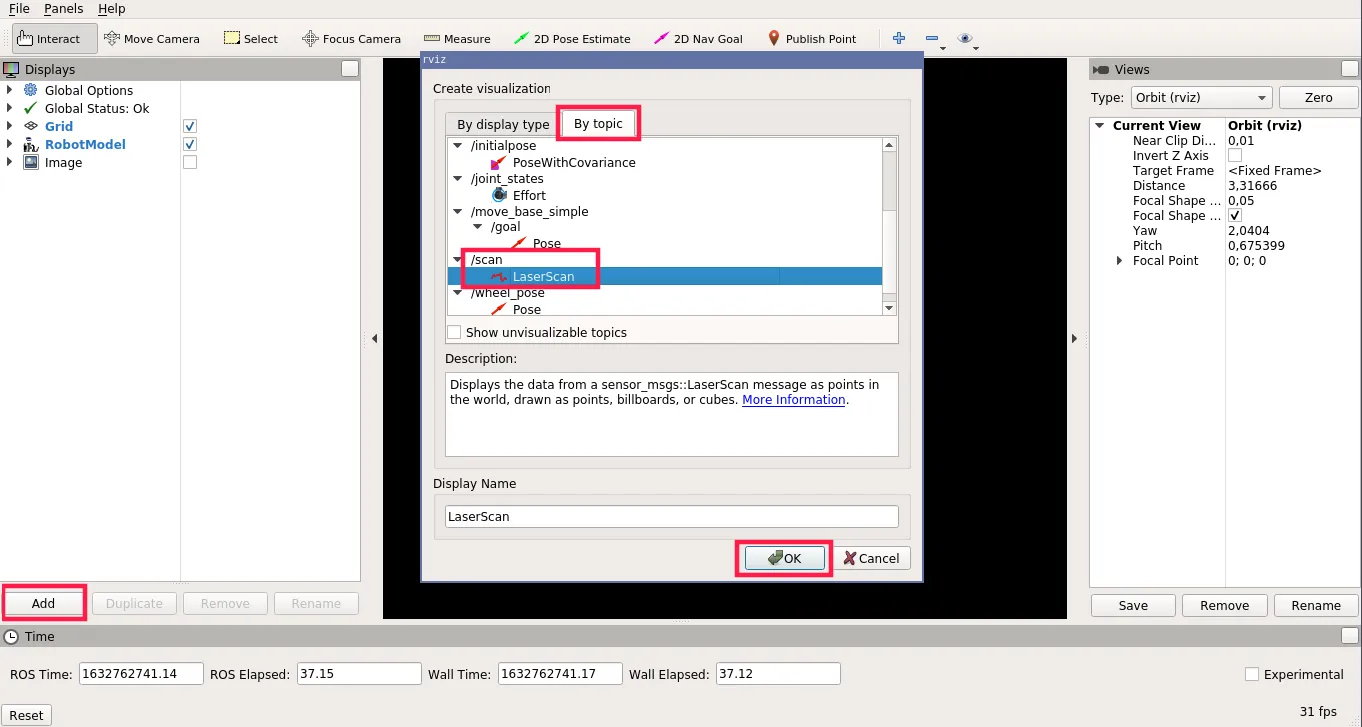 File Panels Help
Interact Move Camera Select Focus Camera Measure 2D Pose Estimate 2D Nav Goal Publish Point
Displays
Global Options
Global Status: Ok
Grid
RobotModel
Image
Add Duplicate Remove Rename
rviz
Create visualization
By display type By topic
/initialpose
PoseWithCovariance
/joint_states
Effort
/move_base_simple
/goal
Pose
/scan
LaserScan
/wheel_pose
Pose
Show unvisualizable topics
Description:
Displays the data from a sensor_msgs::LaserScan message as points in
the world, drawn as points, billboards, or cubes. More Information.
Display Name
LaserScan
OK Cancel
Views
Type: Orbit (rviz) Zero
Current View Orbit (rviz)
Near Clip Di... 0,01
Invert Z Axis
Target Frame <Fixed Frame>
Distance 3,31666
Focal Shape ... 0,05
Focal Shape ...
Yaw 2,0404
Pitch 0,675399
Focal Point 0; 0; 0
Save Remove Rename
Time
ROS Time: 1632762741.14 ROS Elapsed: 37.15 Wall Time: 1632762741.17 Wall Elapsed: 37.12 Experimental
Reset 31 fps